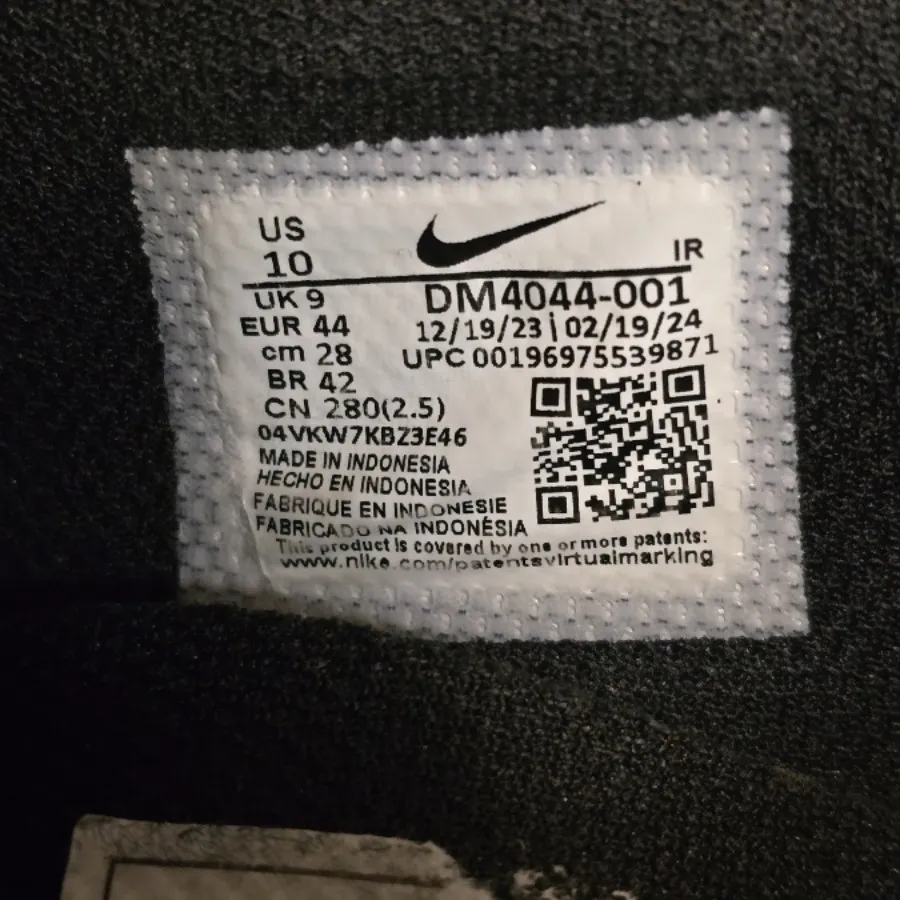 US
10
IR
UK 9
DM4044-001
EUR 44
12/19/23 | 02/19/24
cm 28
UPC 00196975539871
BR 42
CN 280(2.5)
04VKW7KBZ3E46
MADE IN INDONESIA
HECHO EN INDONESIA
FABRIQUE EN INDONESIE
FABRICADO NA INDONÉSIA
This product is covered by one or more patents:
www.nike.com/patentsvirtualmarking